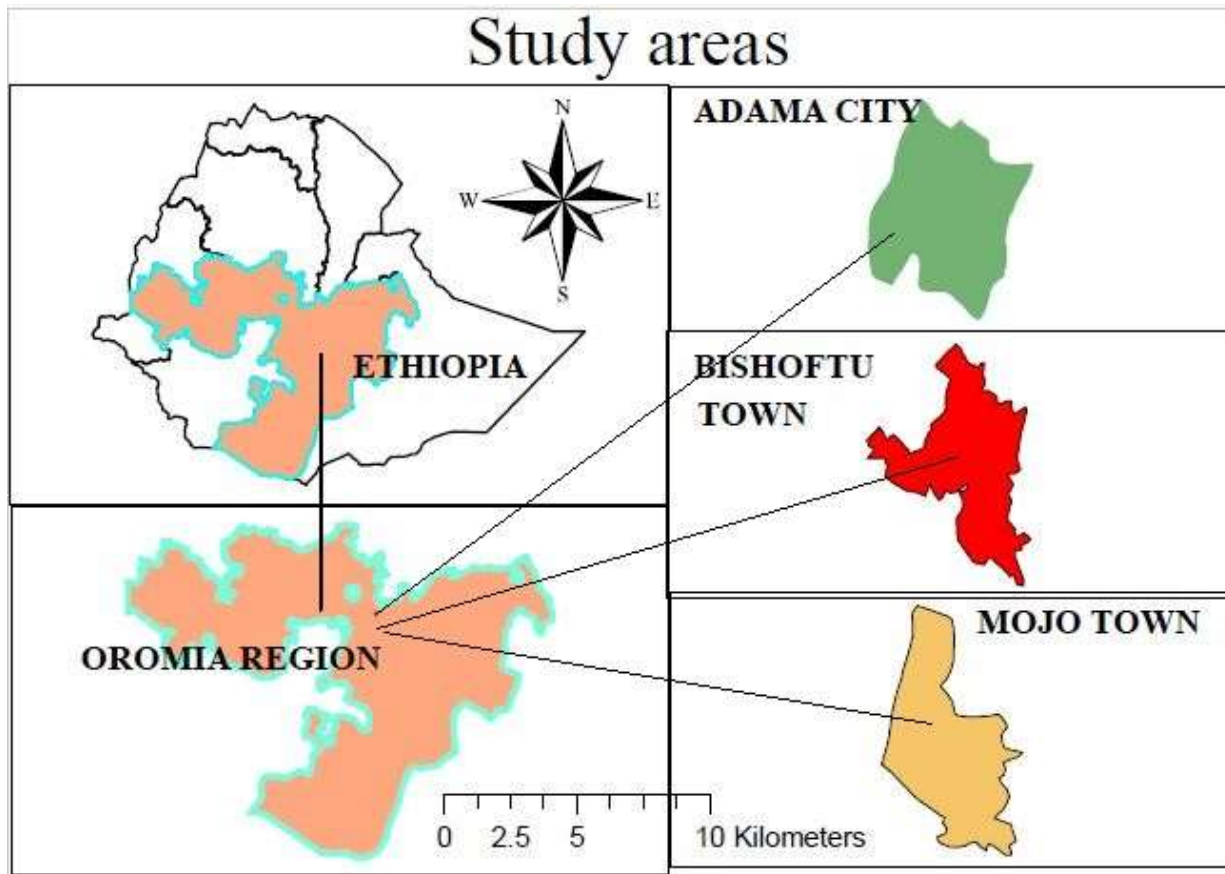 Study areas
N
W
E
S
ETHIOPIA
OROMIA REGION
0 2.5 5 10 Kilometers
ADAMA CITY
BISHOFTU
TOWN
MOJO TOWN